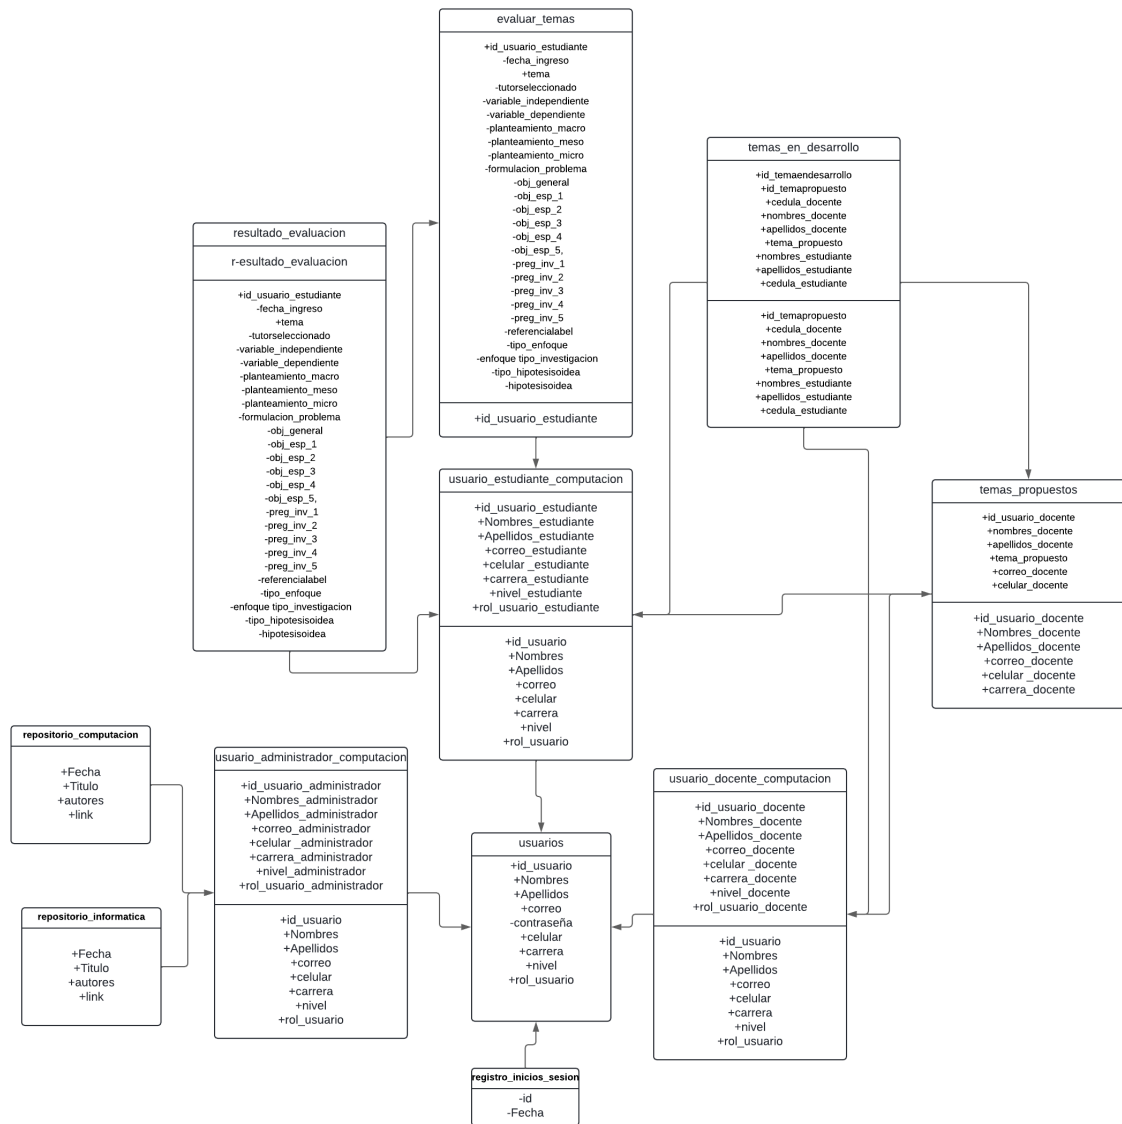 evaluar_temas
+id_usuario_estudiante
-fecha_ingreso
+tema
-tutorseleccionado
-variable_independiente
-variable_dependiente
-planteamiento_macro
-planteamiento_meso
-planteamiento_micro
-formulacion_problema
-obj_general
-obj_esp_1
-obj_esp_2
-obj_esp_3
-obj_esp_4
-obj_esp_5,
-preg_inv_1
-preg_inv_2
-preg_inv_3
-preg_inv_4
-preg_inv_5
-referencialabel
-tipo_enfoque
-enfoque tipo_investigacion
-tipo_hipotesisoidea
-hipotesisoidea
+id_usuario_estudiante
temas_en_desarrollo
+id_temaendesarrollo
+id_temapropuesto
+cedula_docente
+nombres_docente
+apellidos_docente
+tema_propuesto
+nombres_estudiante
+apellidos_estudiante
+cedula_estudiante
+id_temapropuesto
+cedula_docente
+nombres_docente
+apellidos_docente
+tema_propuesto
+nombres_estudiante
+apellidos_estudiante
+cedula_estudiante
resultado_evaluacion
r-esultado_evaluacion
+id_usuario_estudiante
-fecha_ingreso
+tema
-tutorseleccionado
-variable_independiente
-variable_dependiente
-planteamiento_macro
-planteamiento_meso
-planteamiento_micro
-formulacion_problema
-obj_general
-obj_esp_1
-obj_esp_2
-obj_esp_3
-obj_esp_4
-obj_esp_5,
-preg_inv_1
-preg_inv_2
-preg_inv_3
-preg_inv_4
-preg_inv_5
-referencialabel
-tipo_enfoque
-enfoque tipo_investigacion
-tipo_hipotesisoidea
-hipotesisoidea
usuario_estudiante_computacion
+id_usuario_estudiante
+Nombres_estudiante
+Apellidos_estudiante
+correo_estudiante
+celular _estudiante
+carrera_estudiante
+nivel_estudiante
+rol_usuario_estudiante
+id_usuario
+Nombres
+Apellidos
+correo
+celular
+carrera
+nivel
+rol_usuario
temas_propuestos
+id_usuario_docente
+nombres_docente
+apellidos_docente
+tema_propuesto
+correo_docente
+celular_docente
+id_usuario_docente
+Nombres_docente
+Apellidos_docente
+correo_docente
+celular _docente
+carrera_docente
repositorio_computacion
+Fecha
+Titulo
+autores
+link
usuario_administrador_computacion
+id_usuario_administrador
+Nombres_administrador
+Apellidos_administrador
+correo_administrador
+celular _administrador
+carrera_administrador
+nivel_administrador
+rol_usuario_administrador
+id_usuario
+Nombres
+Apellidos
+correo
+celular
+carrera
+nivel
+rol_usuario
usuario_docente_computacion
+id_usuario_docente
+Nombres_docente
+Apellidos_docente
+correo_docente
+celular _docente
+carrera_docente
+nivel_docente
+rol_usuario_docente
+id_usuario
+Nombres
+Apellidos
+correo
+celular
+carrera
+nivel
+rol_usuario
usuarios
+id_usuario
+Nombres
+Apellidos
+correo
-contraseña
+celular
+carrera
+nivel
+rol_usuario
repositorio_informatica
+Fecha
+Titulo
+autores
+link
registro_inicios_sesion
-id
-Fecha